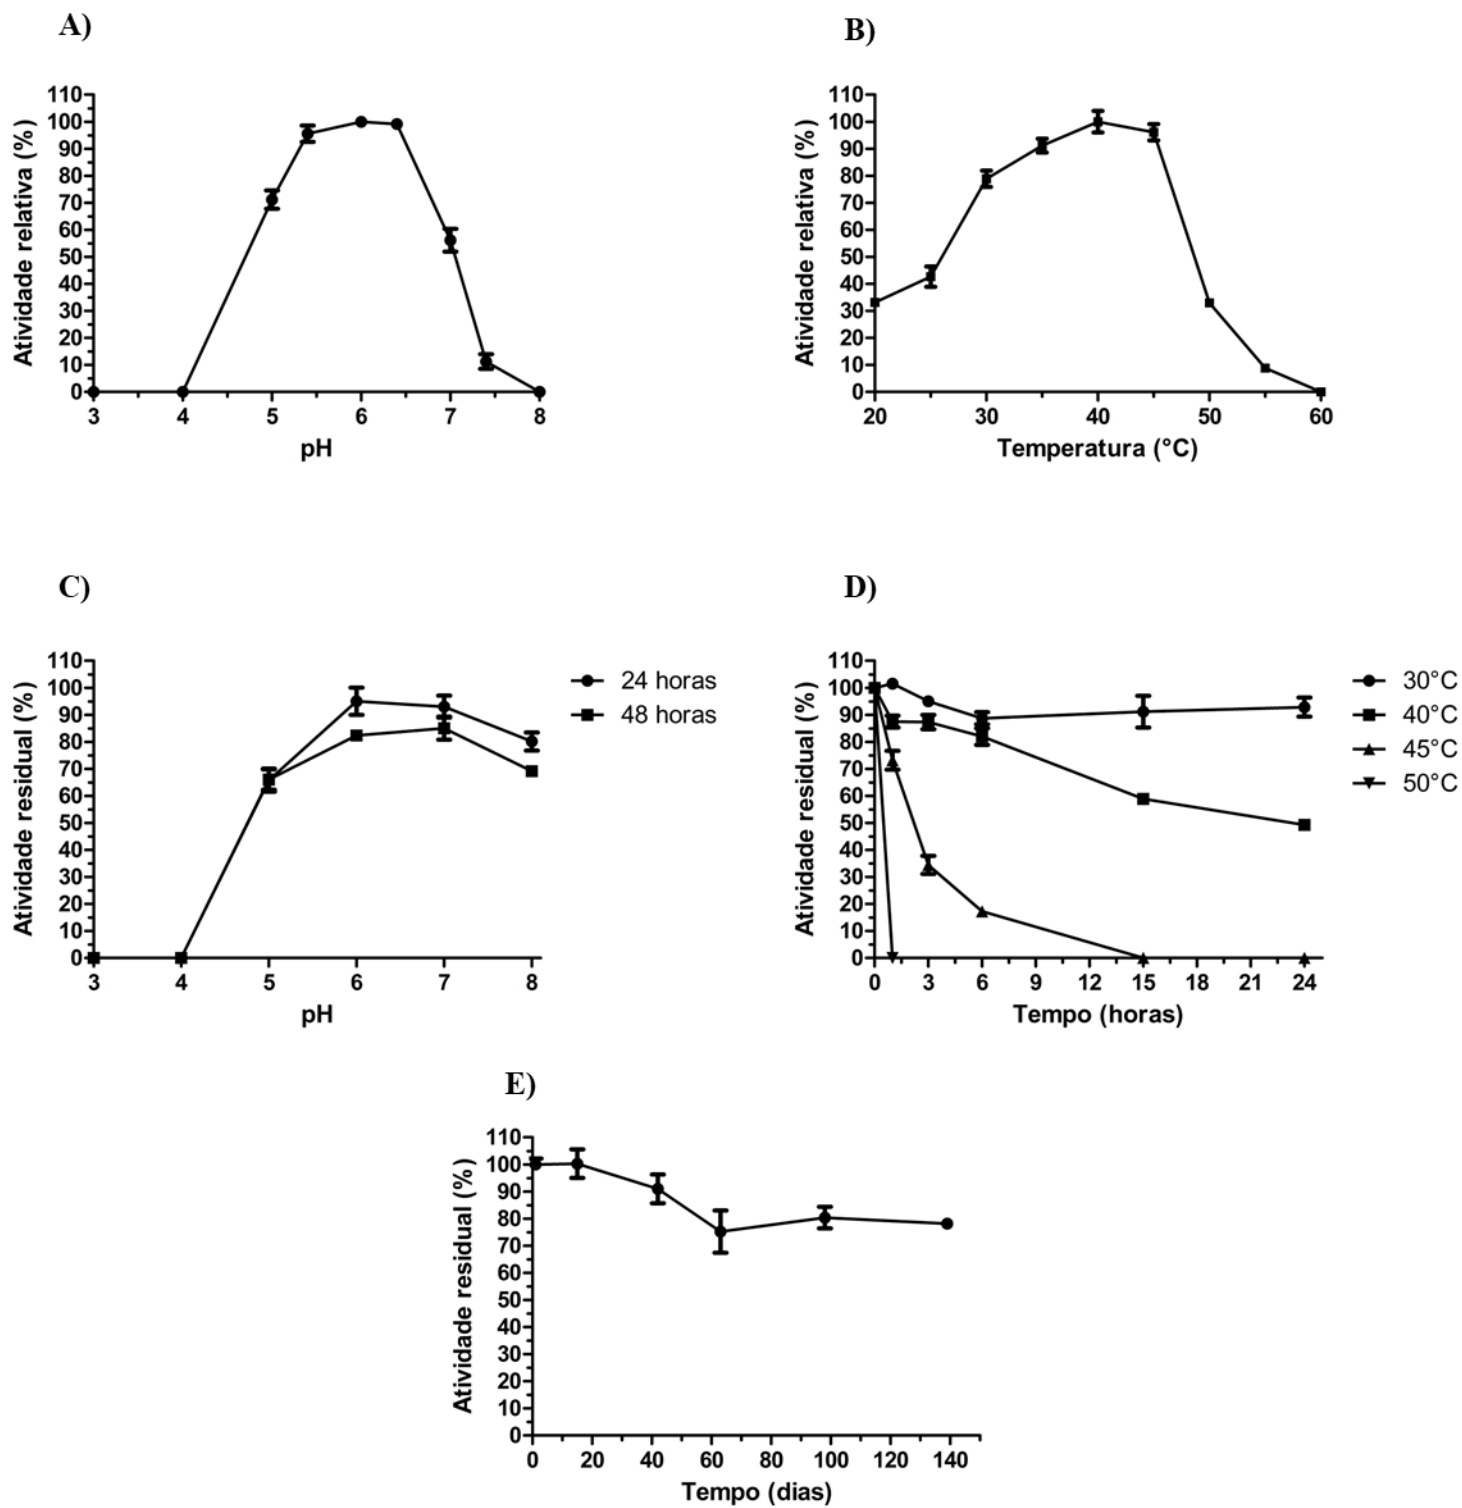 A)
110
100
90
80
70
60
50
40
30
20
10
0
Atividade relativa (%)
3 4 5 6 7 8
pH
B)
110
100
90
80
70
60
50
40
30
20
10
0
Atividade relativa (%)
20 30 40 50 60
Temperatura (°C)
C)
110
100
90
80
70
60
50
40
30
20
10
0
Atividade residual (%)
3 4 5 6 7 8
pH
24 horas
48 horas
D)
110
100
90
80
70
60
50
40
30
20
10
0
Atividade residual (%)
0 3 6 9 12 15 18 21 24
Tempo (horas)
30°C
40°C
45°C
50°C
E)
110
100
90
80
70
60
50
40
30
20
10
0
Atividade residual (%)
0 20 40 60 80 100 120 140
Tempo (dias)